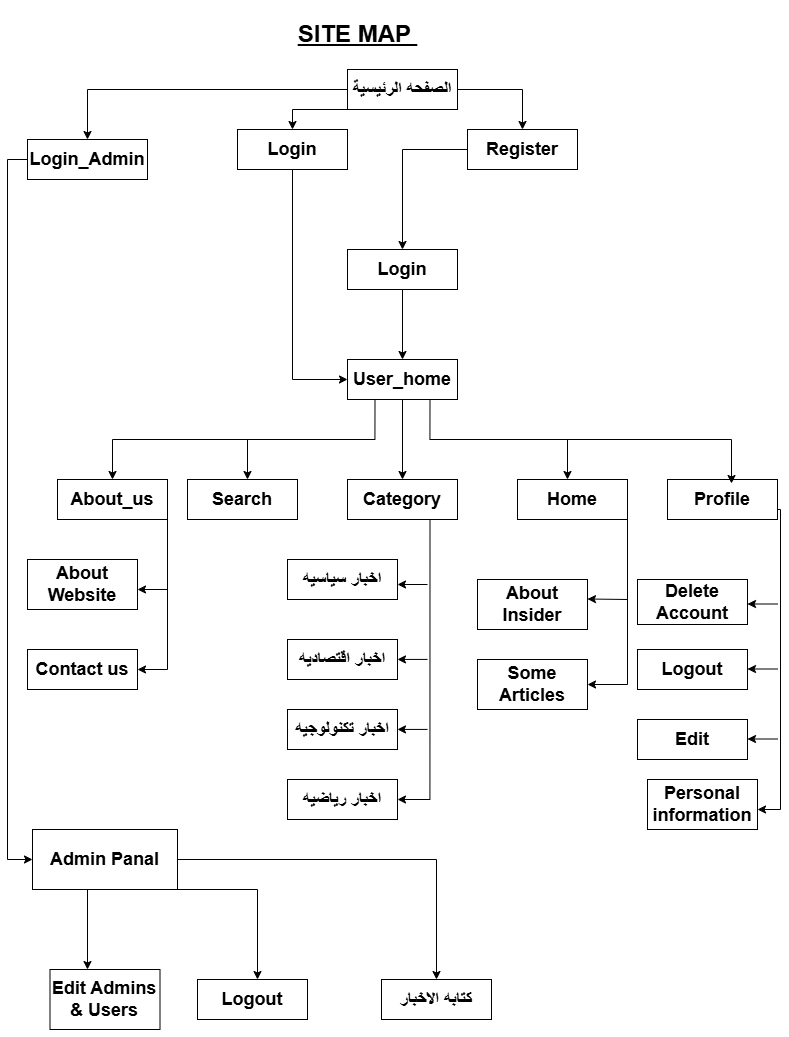 SITE MAP
الصفحه الرئيسية
Login_Admin
Login
Register
Login
User_home
About_us
Search
Category
Home
Profile
About
Website
Contact us
اخبار سياسيه
اخبار اقتصاديه
اخبار تكنولوجيه
اخبار رياضيه
About
Insider
Some
Articles
Delete
Account
Logout
Edit
Personal
information
Admin Panal
Edit Admins
& Users
Logout
كتابه الاخبار